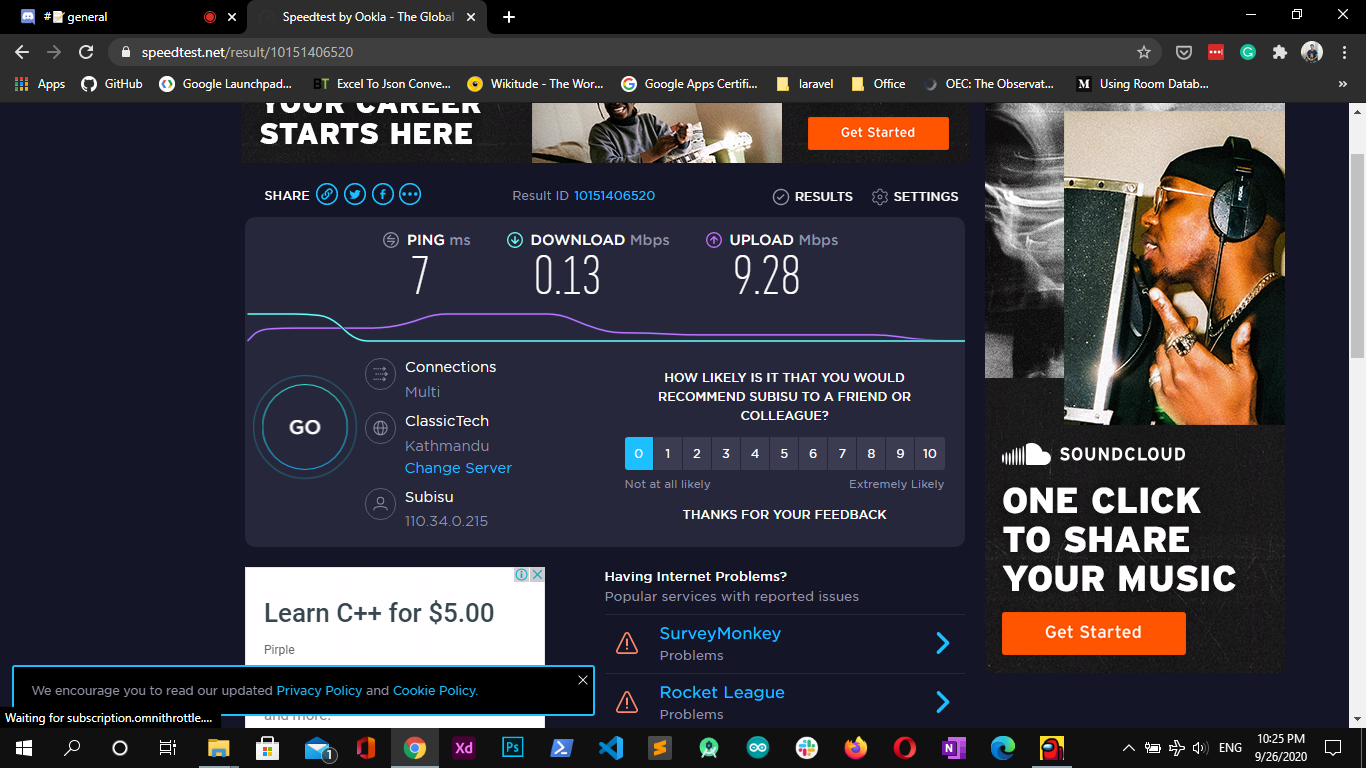 #📝general
Speedtest by Ookla - The Global
speedtest.net/result/10151406520
Apps
GitHub
Google Launchpad...
BT
Excel To Json Conve...
Wikitude - The Wor...
Google Apps Certifi...
laravel
Office
OEC: The Observat...
M
Using Room Datab...
»
YOUR CAREER
STARTS HERE
Get Started
SHARE
Result ID 10151406520
RESULTS
SETTINGS
PING ms
DOWNLOAD Mbps
UPLOAD Mbps
7
0.13
9.28
GO
Connections
Multi
ClassicTech
Kathmandu
Change Server
Subisu
110.34.0.215
HOW LIKELY IS IT THAT YOU WOULD
RECOMMEND SUBISU TO A FRIEND OR
COLLEAGUE?
0 1 2 3 4 5 6 7 8 9 10
Not at all likely
Extremely Likely
THANKS FOR YOUR FEEDBACK
SOUNDCLOUD
ONE CLICK
TO SHARE
YOUR MUSIC
Get Started
Learn C++ for $5.00
Pirple
and more.
Having Internet Problems?
Popular services with reported issues
SurveyMonkey
Problems
Rocket League
Problems
We encourage you to read our updated Privacy Policy and Cookie Policy.
Waiting for subscription.omnithrottle....
1
Xd
Ps
N
ENG
10:25 PM
9/26/2020